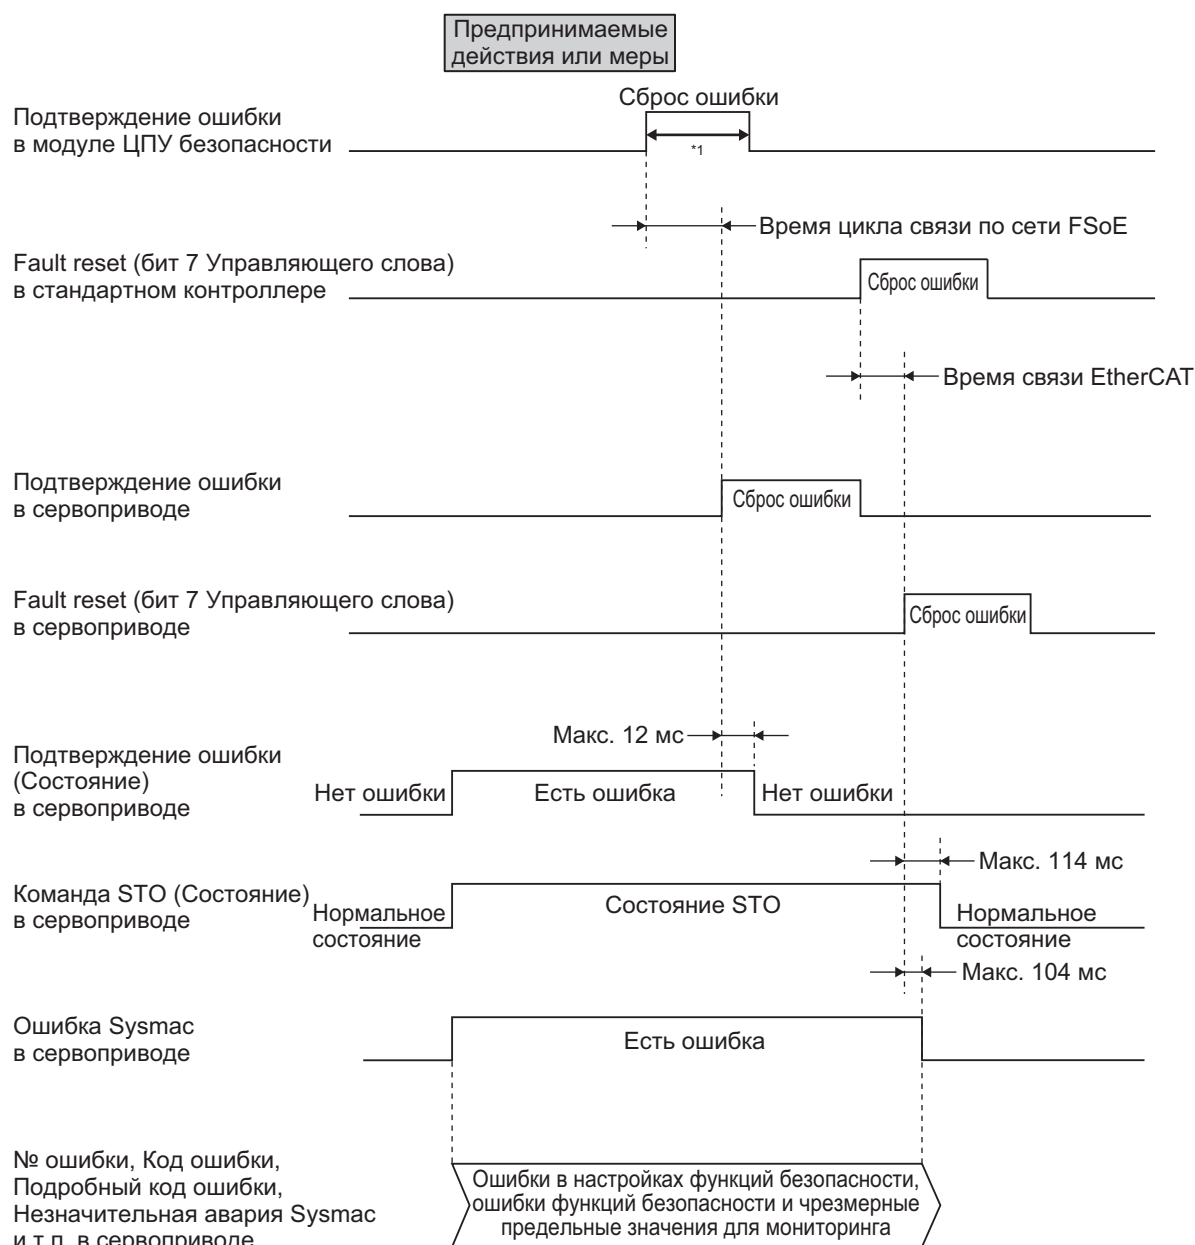 Предпринимаемые
действия или меры
Сброс ошибки
Подтверждение ошибки
в модуле ЦПУ безопасности
*1
Время цикла связи по сети FSoE
Fault reset (бит 7 Управляющего слова)
в стандартном контроллере
Сброс ошибки
Время связи EtherCAT
Подтверждение ошибки
в сервоприводе
Сброс ошибки
Fault reset (бит 7 Управляющего слова)
в сервоприводе
Сброс ошибки
Макс. 12 мс
Подтверждение ошибки
(Состояние)
в сервоприводе
Нет ошибки
Есть ошибка
Нет ошибки
Макс. 114 мс
Команда STO (Состояние)
в сервоприводе
Нормальное
состояние
Состояние STO
Нормальное
состояние
Макс. 104 мс
Ошибка Sysmac
в сервоприводе
Есть ошибка
№ ошибки, Код ошибки,
Подробный код ошибки,
Незначительная авария Sysmac
и т.п. в сервоприводе
Ошибки в настройках функций безопасности,
ошибки функций безопасности и чрезмерные
предельные значения для мониторинга